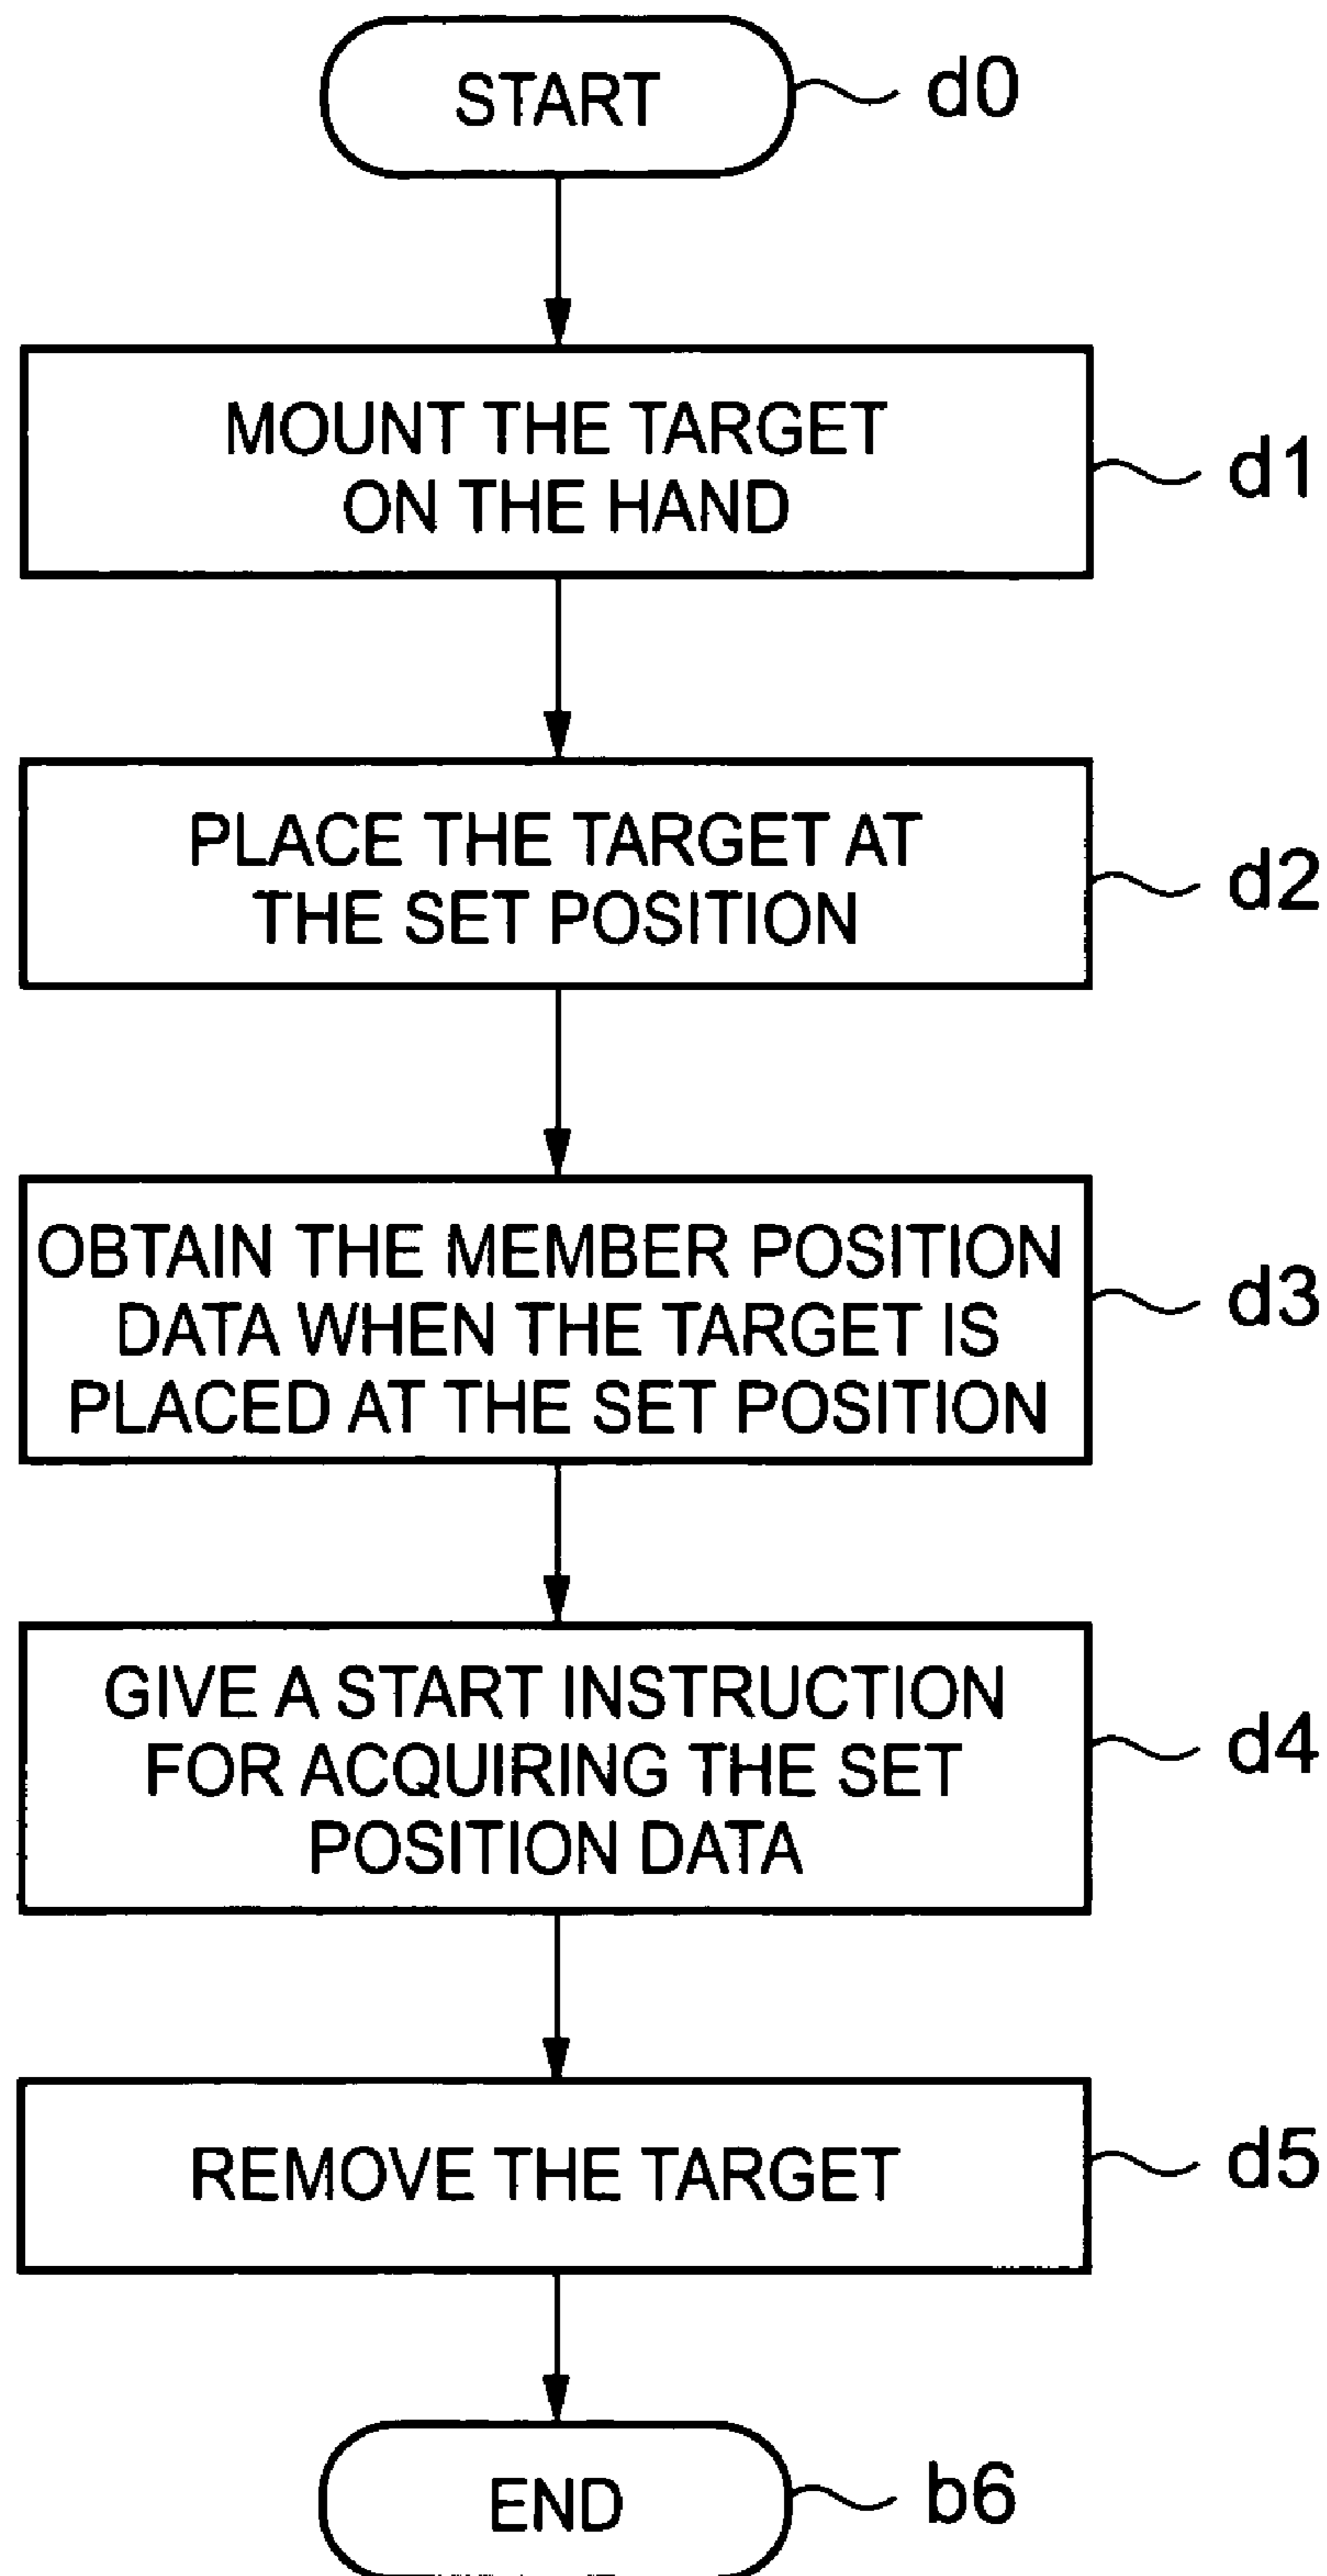 START
d0
MOUNT THE TARGET
ON THE HAND
d1
PLACE THE TARGET AT
THE SET POSITION
d2
OBTAIN THE MEMBER POSITION
DATA WHEN THE TARGET IS
PLACED AT THE SET POSITION
d3
GIVE A START INSTRUCTION
FOR ACQUIRING THE SET
POSITION DATA
d4
REMOVE THE TARGET
d5
END
b6